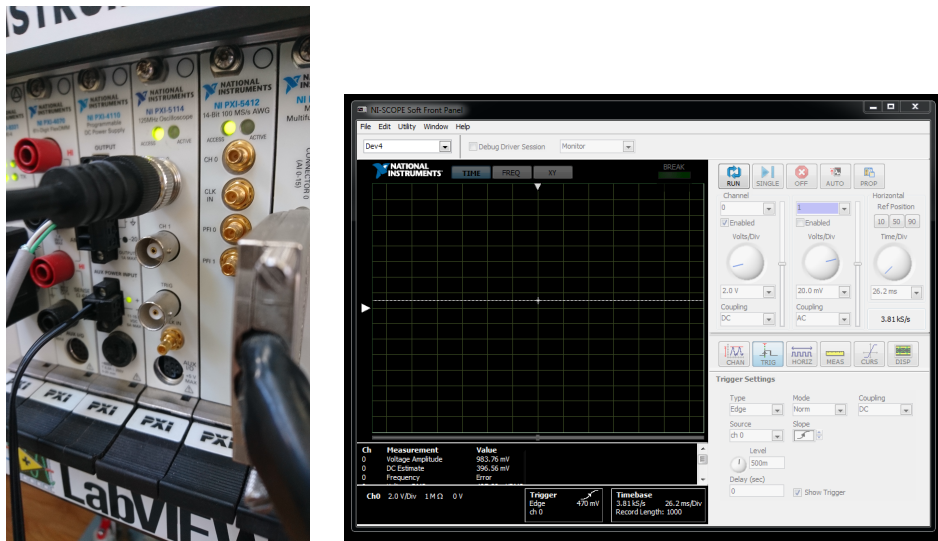 NATIONAL
INSTRUMENTS
NI PXI-4110
Programmable
DC Power Supply
OUTPUT
AUX POWER INPUT
NATIONAL
INSTRUMENTS
NI PXI-5114
125MHz Oscilloscope
ACCESS ACTIVE
CH 1
TRIG
AUX
I/O
NATIONAL
INSTRUMENTS
NI PXI-5412
14-Bit 100 MS/s AWG
ACCESS ACTIVE
CH 0
CLK
IN
PFI 0
PFI 1
CONNECTOR 0
(AI 0-15)
PXI
PXI
PXI
PXI
LabVIEW
NI-SCOPE Soft Front Panel
File Edit Utility Window Help
Dev4 Debug Driver Session Monitor
NATIONAL
INSTRUMENTS
TIME FREQ XY
BREAK
RUN SINGLE OFF AUTO PROP
Channel Horizontal
0 1 Ref Position
Enabled Enabled 10 50 90
Volts/Div Volts/Div Time/Div
2.0 V 20.0 mV 26.2 ms
Coupling Coupling
DC AC 3.81 kS/s
CHAN TRIG HORIZ MEAS CURS DISP
Trigger Settings
Type Mode Coupling
Edge Norm DC
Source Slope
ch 0
Level
500m
Delay (sec)
0 Show Trigger
Ch Measurement Value
0 Voltage Amplitude 983.76 mV
0 DC Estimate 396.56 mV
0 Frequency Error
Ch0 2.0 V/Div 1 M Ω 0 V
Trigger
Edge 470 mV
ch 0
Timebase
3.81 kS/s 26.2 ms/Div
Record Length: 1000